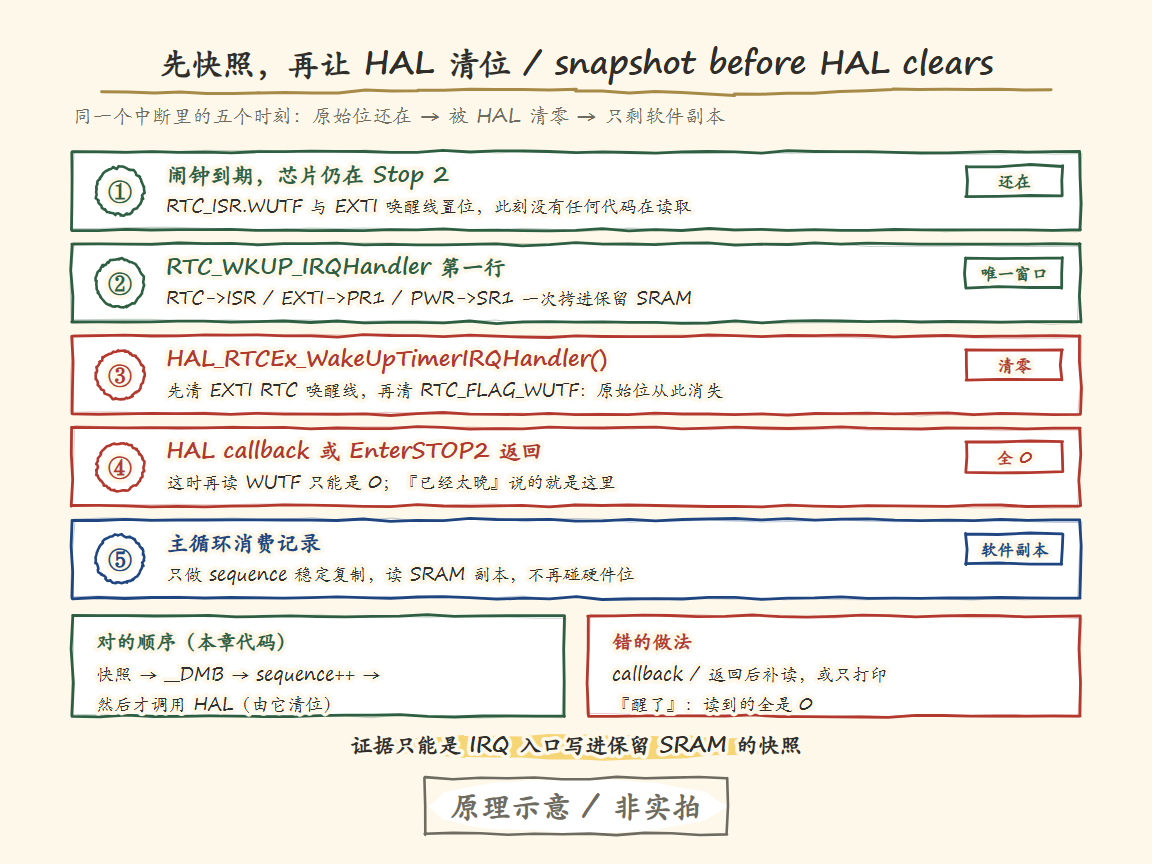 先快照，再让 HAL 清位 / snapshot before HAL clears
同一个中断里的五个时刻：原始位还在 → 被 HAL 清零 → 只剩软件副本
① 闹钟到期，芯片仍在 Stop 2 还在
RTC_ISR.WUTF 与 EXTI 唤醒线置位，此刻没有任何代码在读取
② RTC_WKUP_IRQHandler 第一行 唯一窗口
RTC->ISR / EXTI->PR1 / PWR->SR1 一次拷进保留 SRAM
③ HAL_RTCEx_WakeUpTimerIRQHandler() 清零
先清 EXTI RTC 唤醒线，再清 RTC_FLAG_WUTF：原始位从此消失
④ HAL callback 或 EnterSTOP2 返回 全 0
这时再读 WUTF 只能是 0；『已经太晚』说的就是这里
⑤ 主循环消费记录 软件副本
只做 sequence 稳定复制，读 SRAM 副本，不再碰硬件位
对的顺序（本章代码）
快照 → __DMB → sequence++ →
然后才调用 HAL（由它清位）
错的做法
callback / 返回后补读，或只打印
『醒了』：读到的全是 0
证据只能是 IRQ 入口写进保留 SRAM 的快照
原理示意 / 非实拍